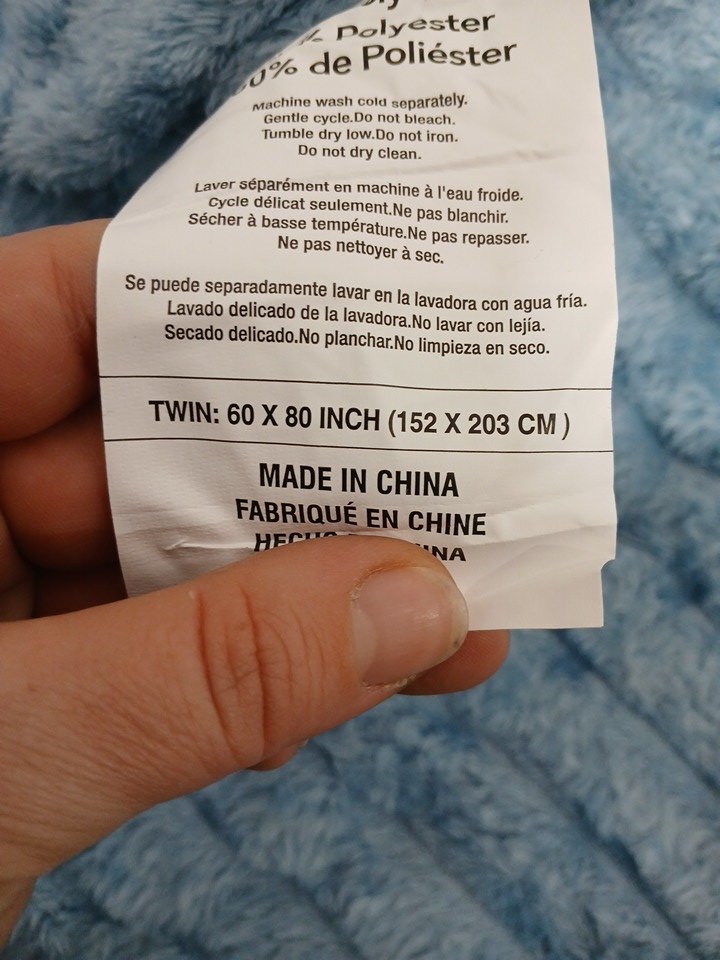 Polyester
de Poliéster
Machine wash cold separately.
Gentle cycle.Do not bleach.
Tumble dry low.Do not iron.
Do not dry clean.
Laver séparément en machine à l'eau froide.
Cycle délicat seulement.Ne pas blanchir.
Sécher à basse température.Ne pas repasser.
Ne pas nettoyer à sec.
Se puede separadamente lavar en la lavadora con agua fría.
Lavado delicado de la lavadora.No lavar con lejía.
Secado delicado.No planchar.No limpieza en seco.
TWIN: 60 X 80 INCH (152 X 203 CM )
MADE IN CHINA
FABRIQUÉ EN CHINE